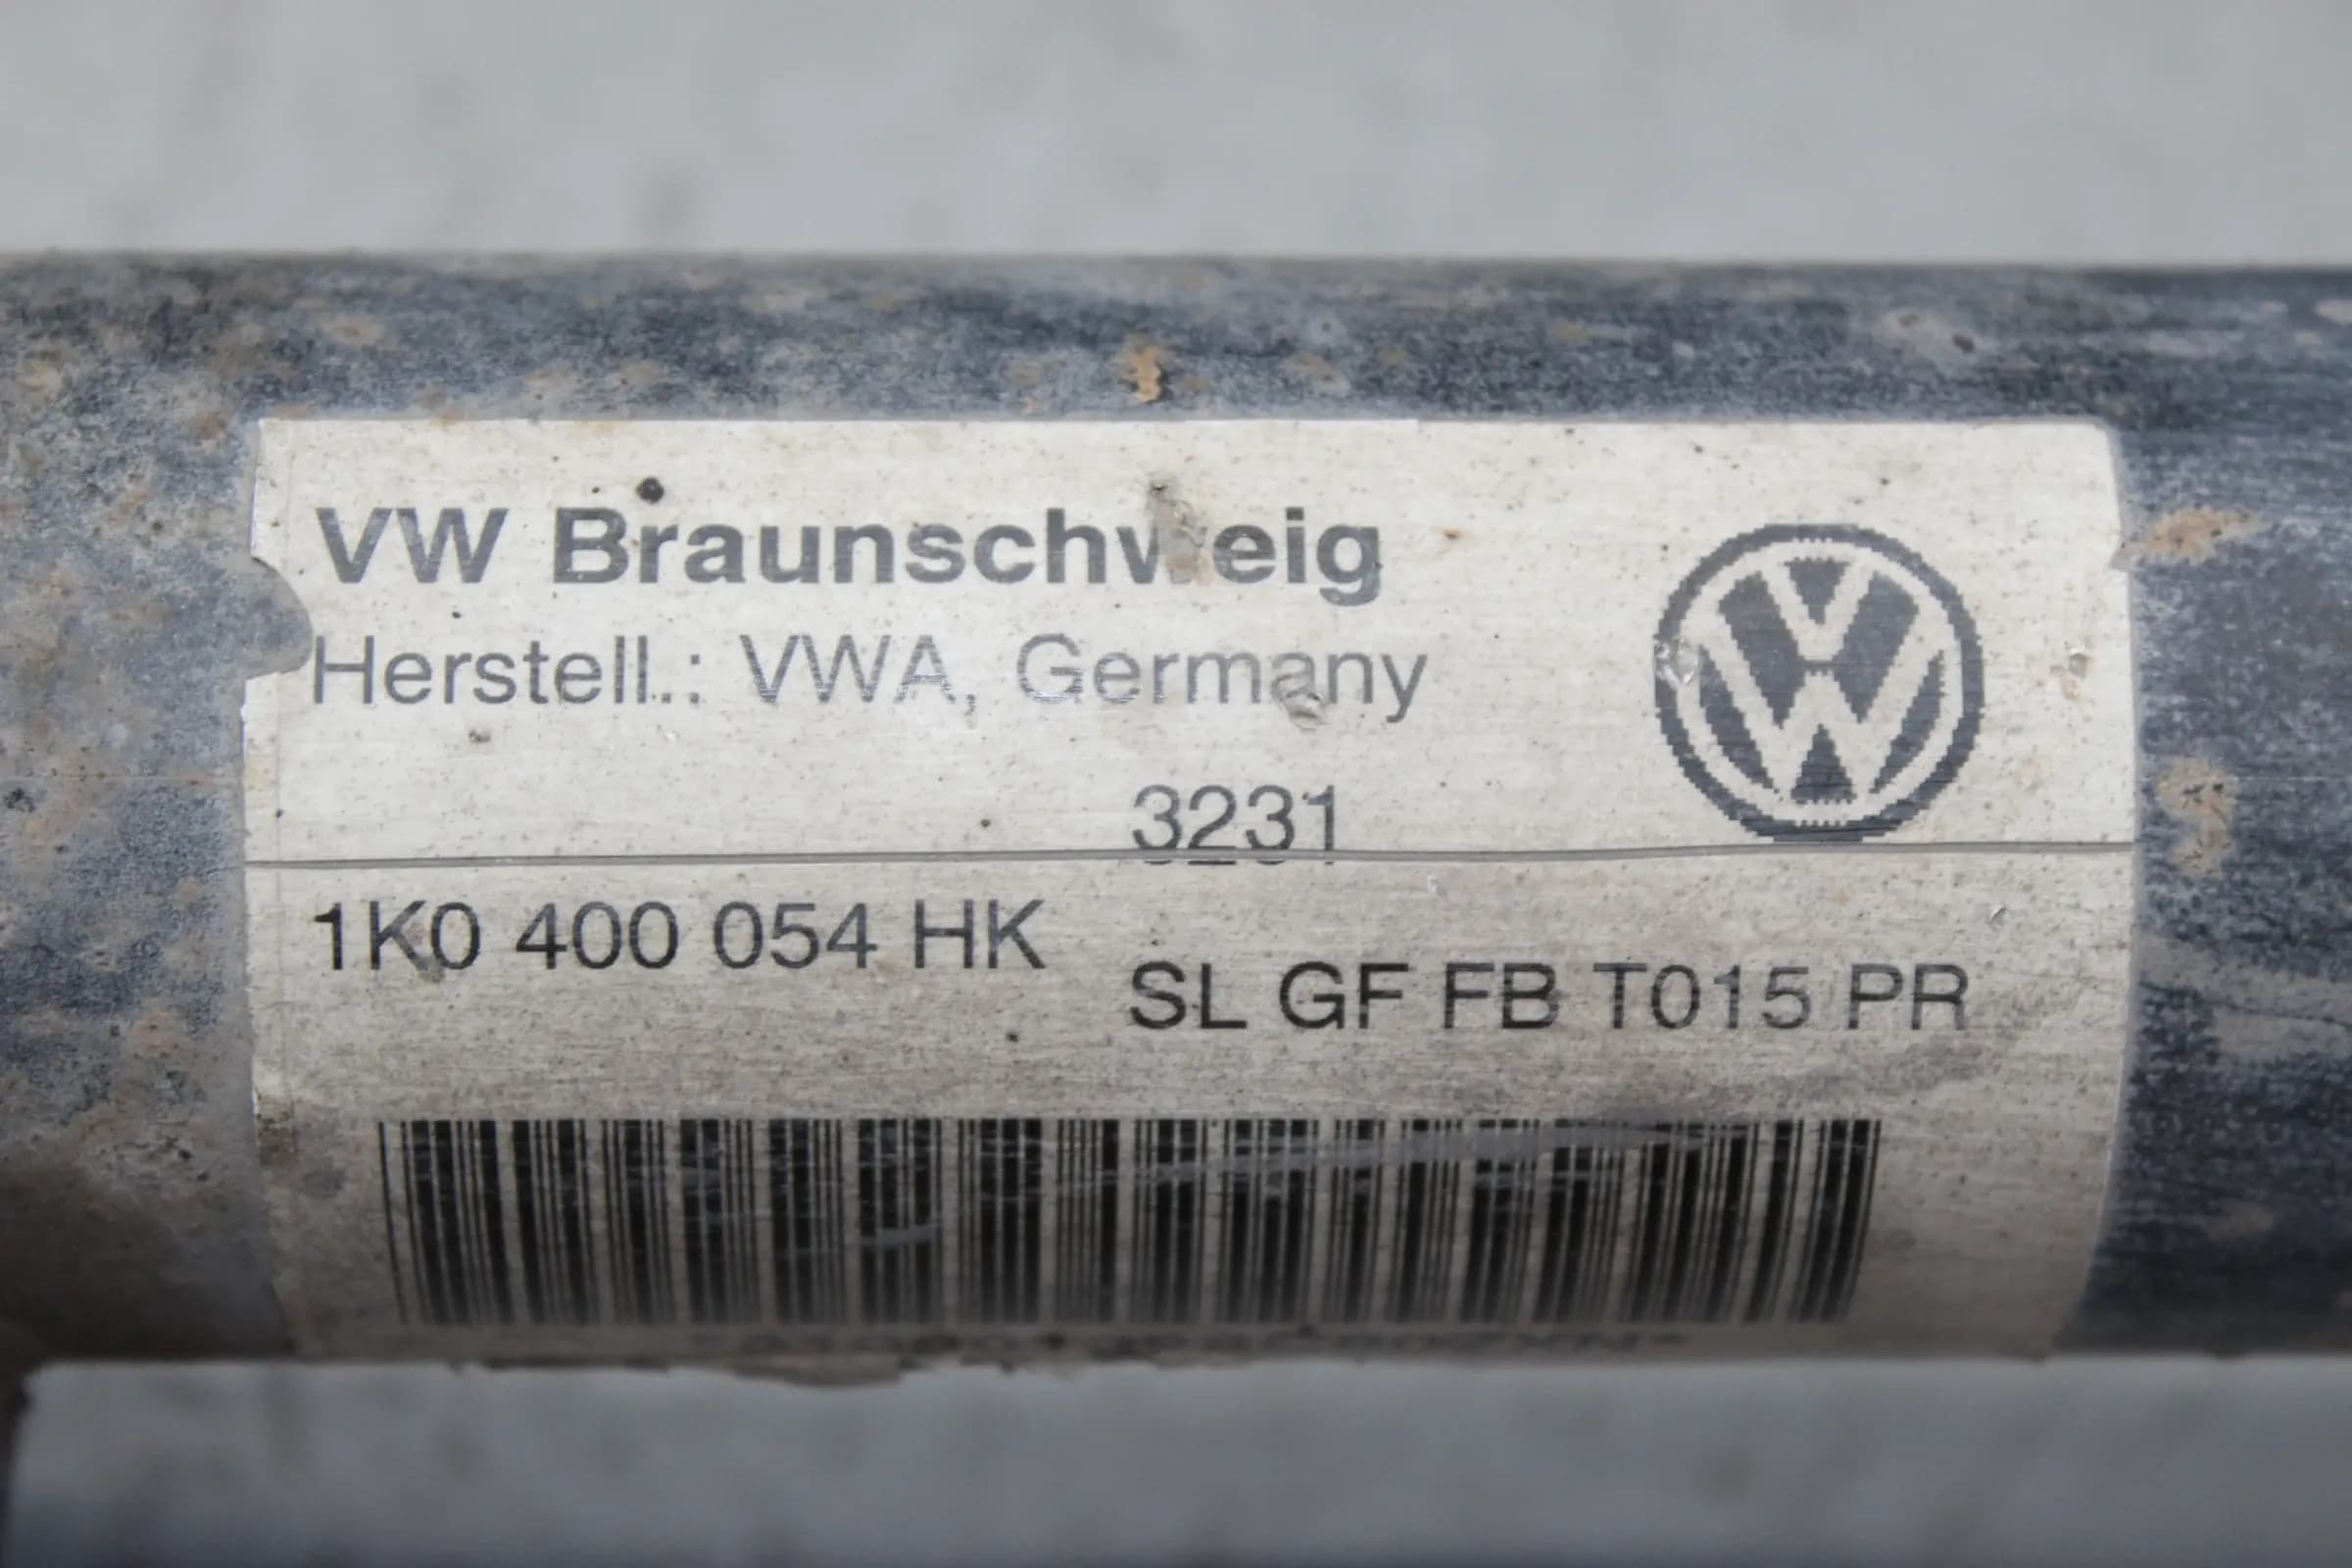 VW Braunschweig
Herstell.: VWA, Germany
3231
1K0 400 054 HK
SL GF FB T015 PR